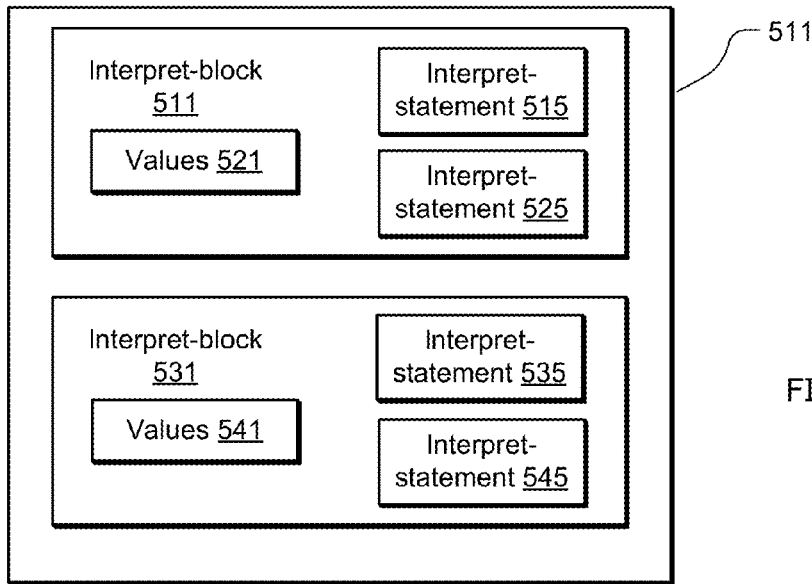 511
Interpret-block
511
Values 521
Interpret-
statement 515
Interpret-
statement 525
Interpret-block
531
Values 541
Interpret-
statement 535
Interpret-
statement 545